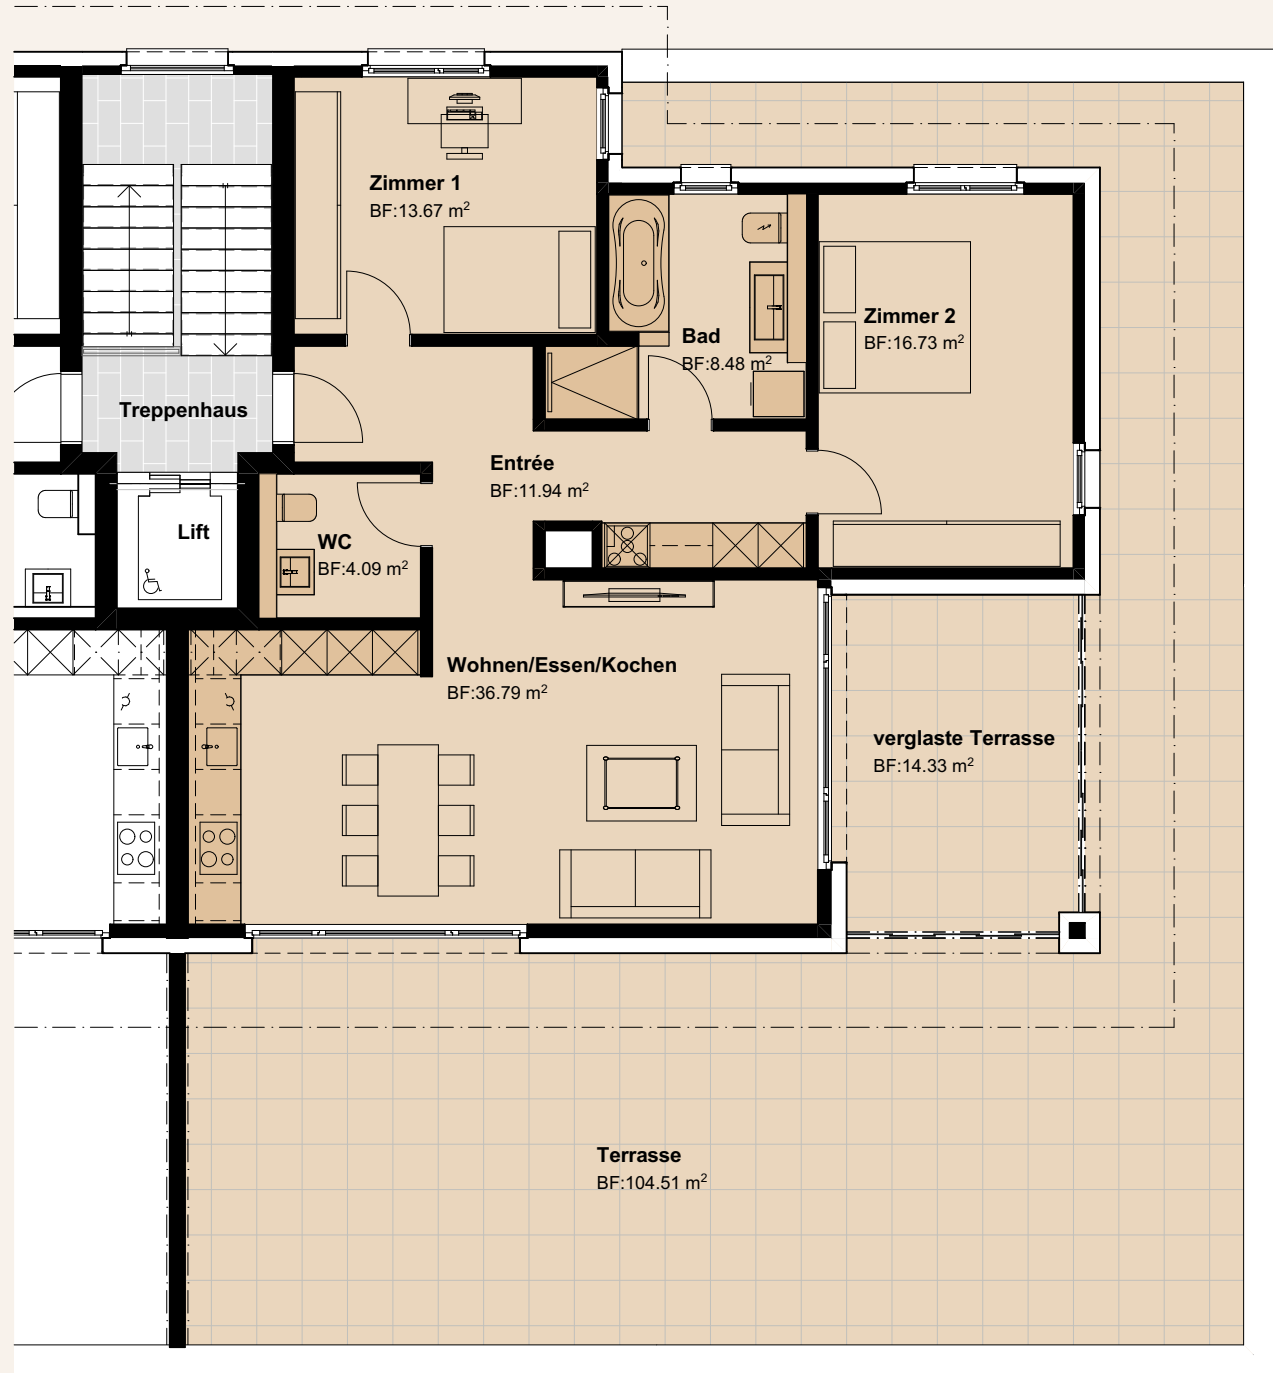 Zimmer 1
BF:13.67 m²
Bad
BF:8.48 m²
Zimmer 2
BF:16.73 m²
Treppenhaus
Entrée
BF:11.94 m²
Lift
WC
BF:4.09 m²
Wohnen/Essen/Kochen
BF:36.79 m²
verglaste Terrasse
BF:14.33 m²
Terrasse
BF:104.51 m²